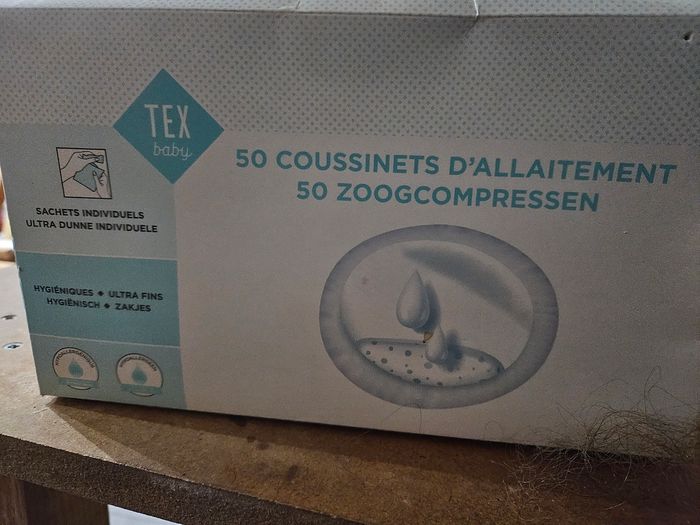 TEX
baby
50 COUSSINETS D'ALLAITEMENT
50 ZOOGCOMPRESSEN
SACHETS INDIVIDUELS
ULTRA DUNNE INDIVIDUELE
HYGIÉNIQUES ◆ ULTRA FINS
HYGIËNISCH ◆ ZAKJES